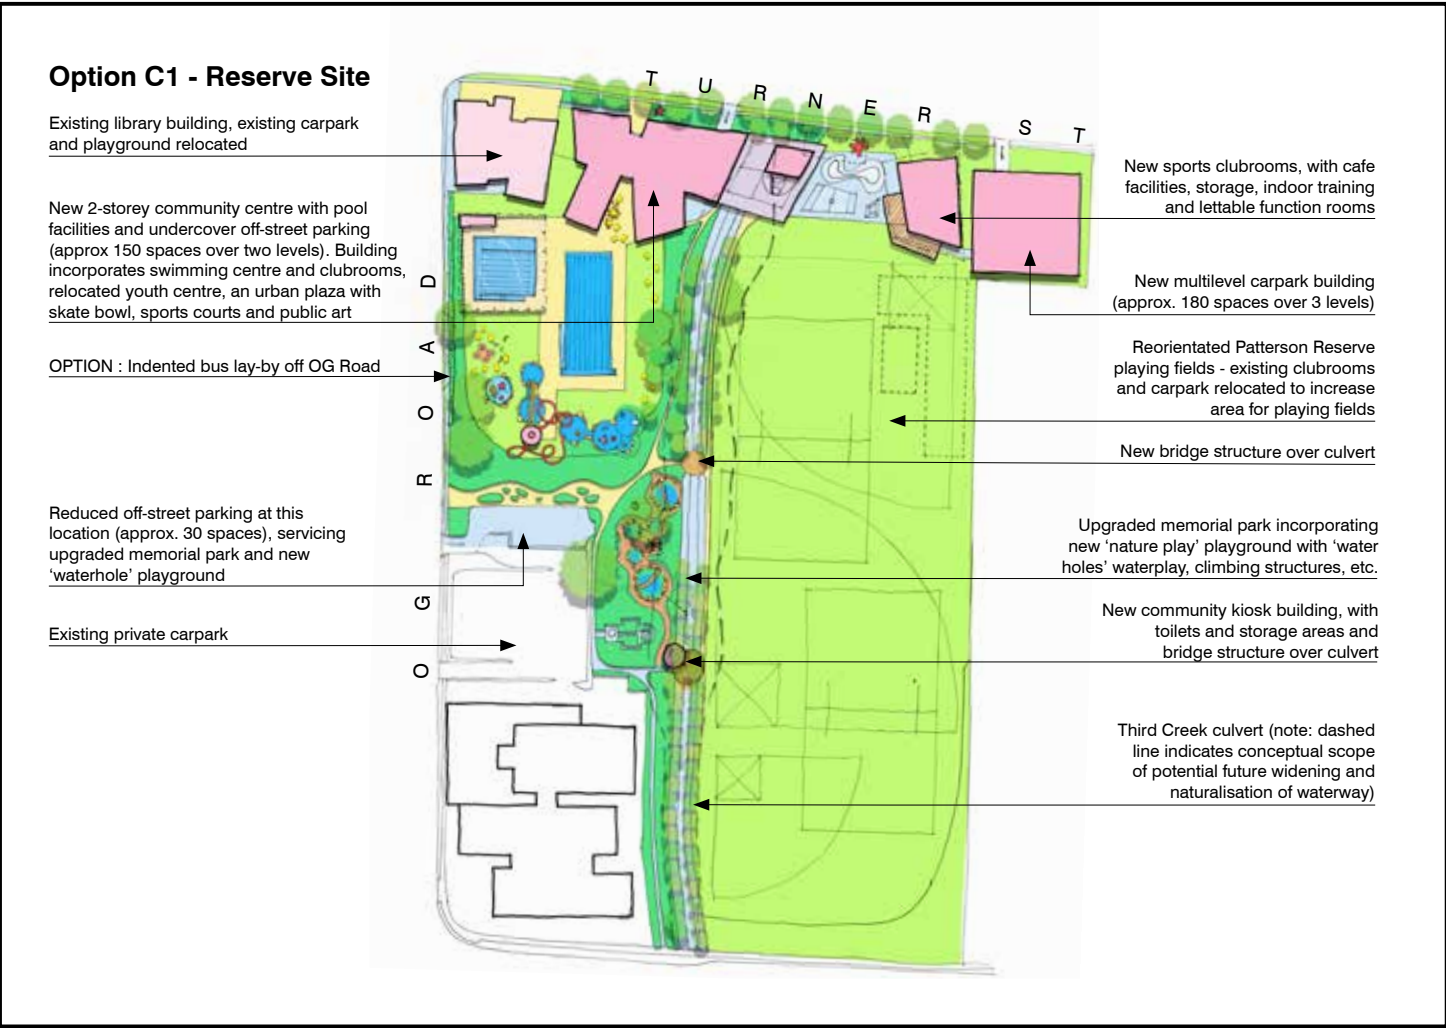 Option C1 - Reserve Site
Existing library building, existing carpark
and playground relocated
New 2-storey community centre with pool
facilities and undercover off-street parking
(approx 150 spaces over two levels). Building
incorporates swimming centre and clubrooms,
relocated youth centre, an urban plaza with
skate bowl, sports courts and public art
OPTION : Indented bus lay-by off OG Road
Reduced off-street parking at this
location (approx. 30 spaces), servicing
upgraded memorial park and new
‘waterhole’ playground
Existing private carpark
OG ROAD
TURNER ST
New sports clubrooms, with cafe
facilities, storage, indoor training
and lettable function rooms
New multilevel carpark building
(approx. 180 spaces over 3 levels)
Reorientated Patterson Reserve
playing fields - existing clubrooms
and carpark relocated to increase
area for playing fields
New bridge structure over culvert
Upgraded memorial park incorporating
new ‘nature play’ playground with ‘water
holes’ waterplay, climbing structures, etc.
New community kiosk building, with
toilets and storage areas and
bridge structure over culvert
Third Creek culvert (note: dashed
line indicates conceptual scope
of potential future widening and
naturalisation of waterway)